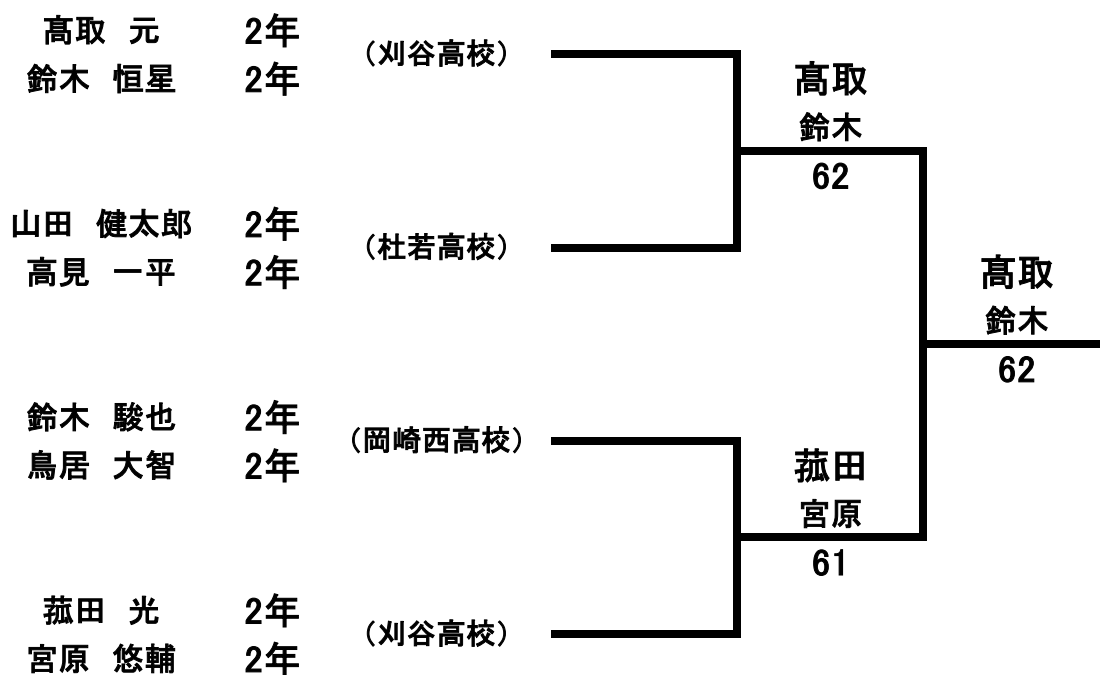 髙取 元 2年
(刈谷高校)
鈴木 恒星 2年
髙取
鈴木
62
山田 健太郎 2年
(杜若高校)
高見 一平 2年
髙取
鈴木
62
鈴木 駿也 2年
(岡崎西高校)
鳥居 大智 2年
菰田
宮原
61
菰田 光 2年
(刈谷高校)
宮原 悠輔 2年